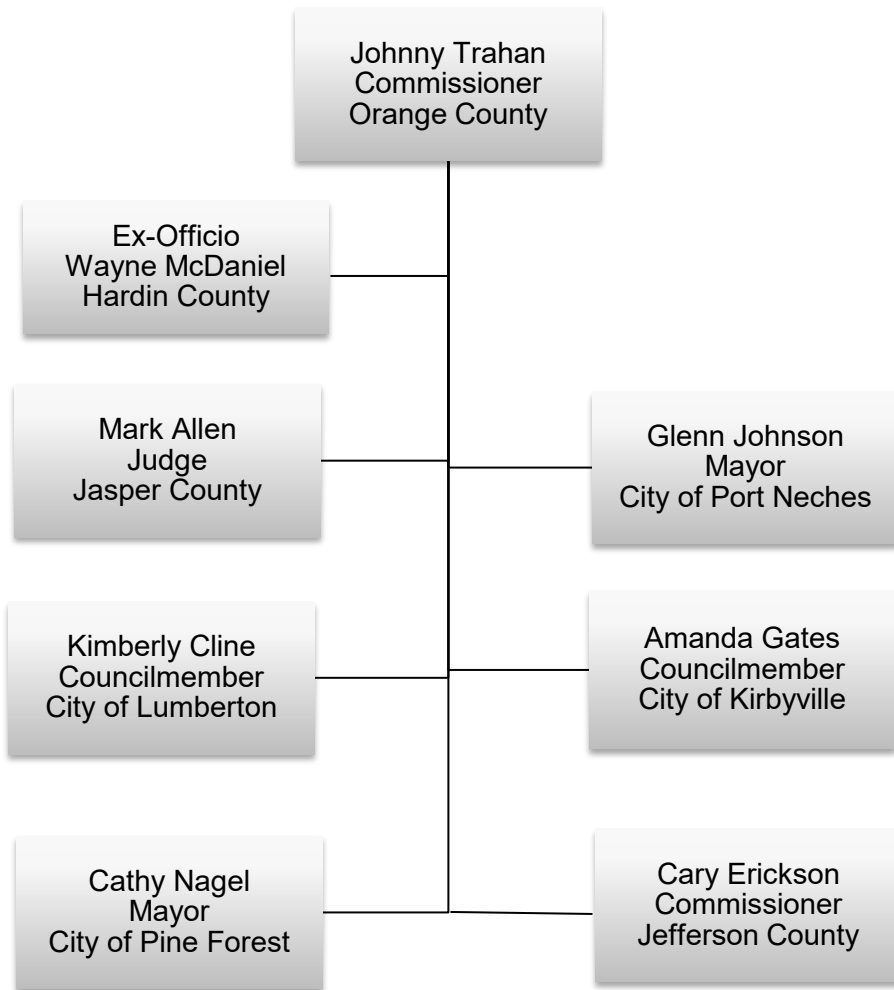 Johnny Trahan
Commissioner
Orange County
Ex-Officio
Wayne McDaniel
Hardin County
Mark Allen
Judge
Jasper County
Glenn Johnson
Mayor
City of Port Neches
Kimberly Cline
Councilmember
City of Lumberton
Amanda Gates
Councilmember
City of Kirbyville
Cathy Nagel
Mayor
City of Pine Forest
Cary Erickson
Commissioner
Jefferson County